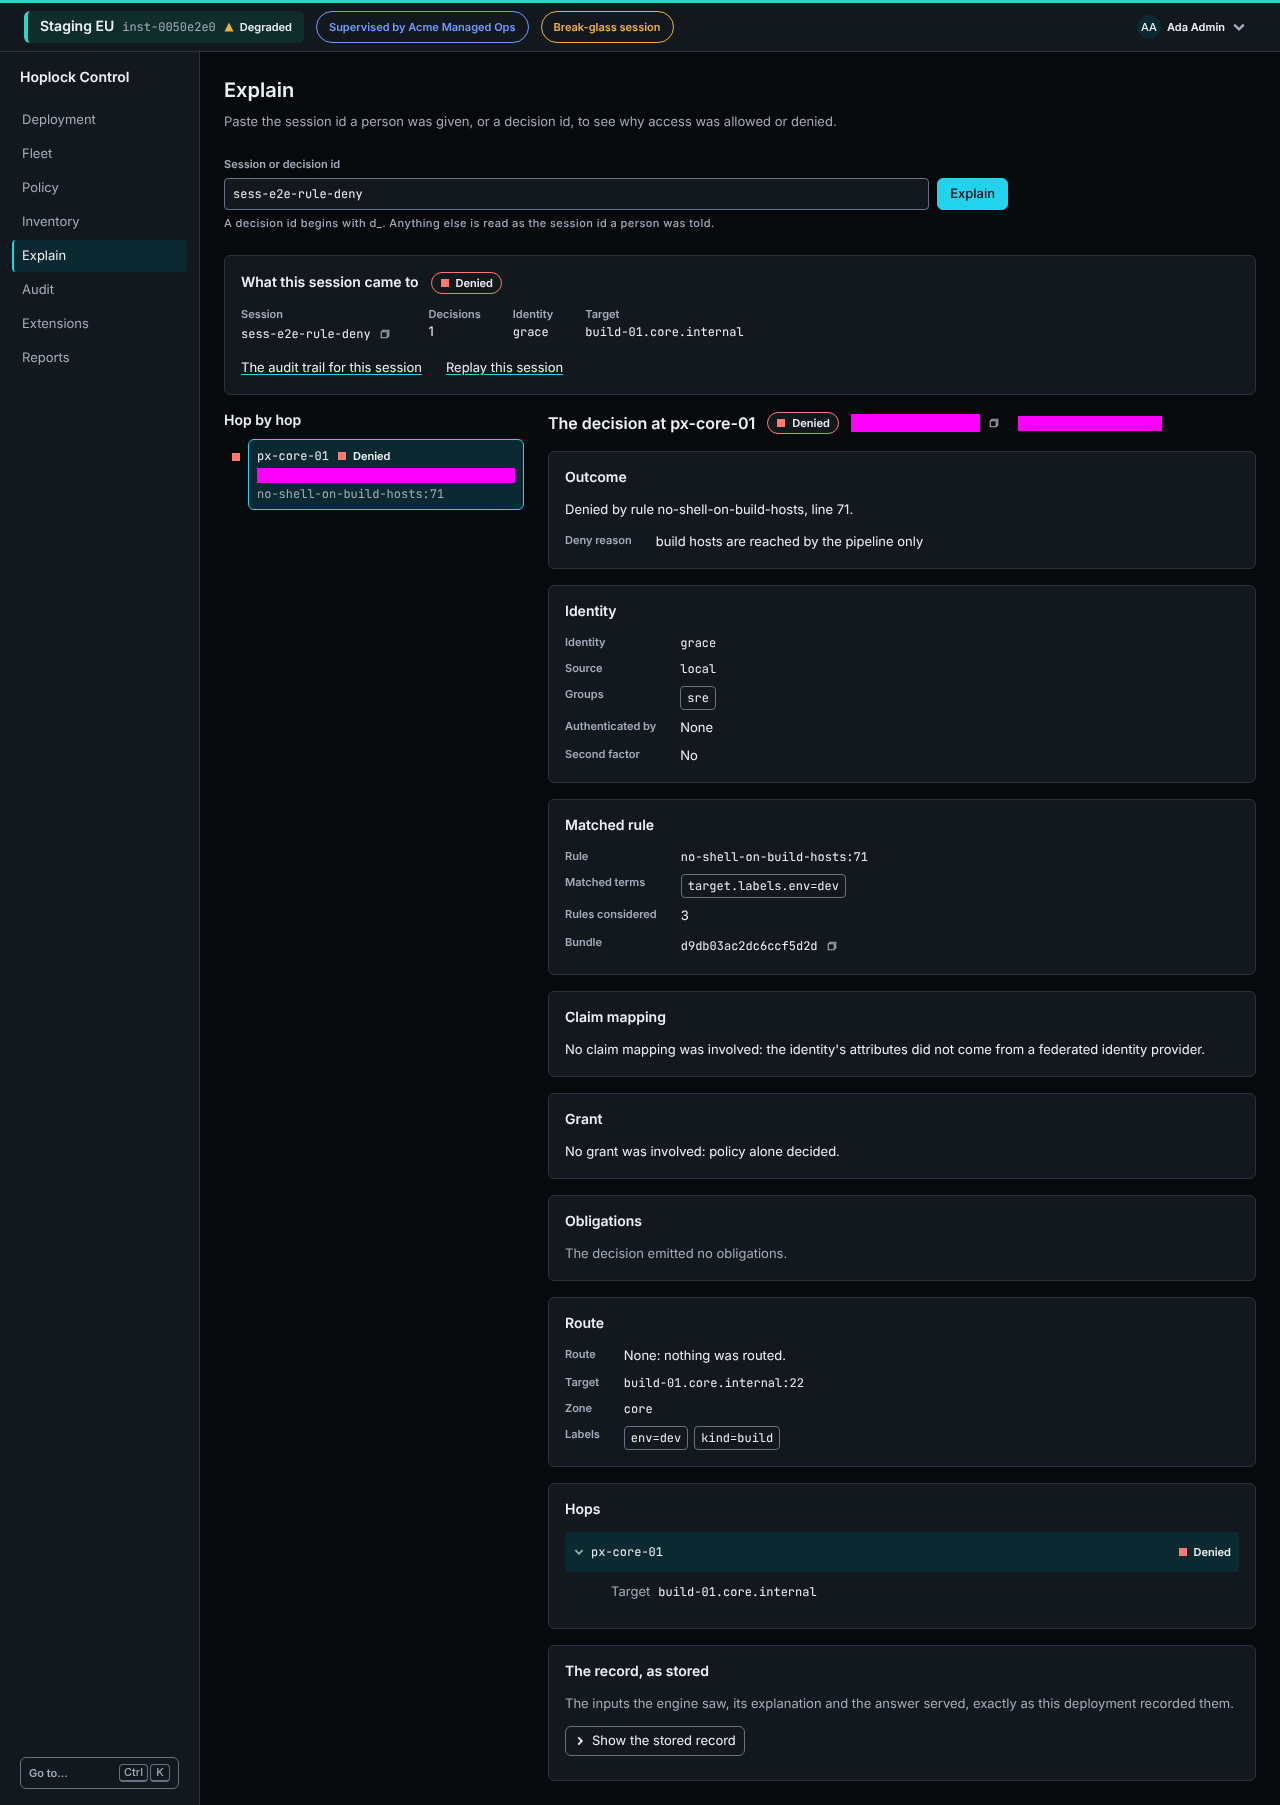 Staging EU inst-0050e2e0 Degraded
Supervised by Acme Managed Ops
Break-glass session
AA Ada Admin
Hoplock Control
Deployment
Fleet
Policy
Inventory
Explain
Audit
Extensions
Reports
Go to... Ctrl K
Explain
Paste the session id a person was given, or a decision id, to see why access was allowed or denied.
Session or decision id
sess-e2e-rule-deny
Explain
A decision id begins with d_. Anything else is read as the session id a person was told.
What this session came to Denied
Session Decisions Identity Target
sess-e2e-rule-deny 1 grace build-01.core.internal
The audit trail for this session Replay this session
Hop by hop
px-core-01 Denied
no-shell-on-build-hosts:71
The decision at px-core-01 Denied
Outcome
Denied by rule no-shell-on-build-hosts, line 71.
Deny reason build hosts are reached by the pipeline only
Identity
Identity grace
Source local
Groups sre
Authenticated by None
Second factor No
Matched rule
Rule no-shell-on-build-hosts:71
Matched terms target.labels.env=dev
Rules considered 3
Bundle d9db03ac2dc6ccf5d2d
Claim mapping
No claim mapping was involved: the identity's attributes did not come from a federated identity provider.
Grant
No grant was involved: policy alone decided.
Obligations
The decision emitted no obligations.
Route
Route None: nothing was routed.
Target build-01.core.internal:22
Zone core
Labels env=dev kind=build
Hops
px-core-01 Denied
Target build-01.core.internal
The record, as stored
The inputs the engine saw, its explanation and the answer served, exactly as this deployment recorded them.
Show the stored record